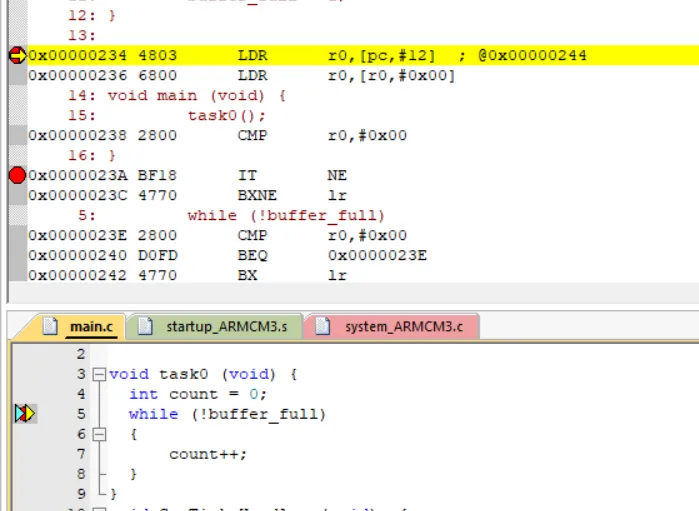 12: }
13:
0x00000234 4803 LDR r0,[pc,#12] ; @0x00000244
0x00000236 6800 LDR r0,[r0,#0x00]
14: void main (void) {
15: task0();
0x00000238 2800 CMP r0,#0x00
16: }
0x0000023A BF18 IT NE
0x0000023C 4770 BXNE lr
5: while (!buffer_full)
0x0000023E 2800 CMP r0,#0x00
0x00000240 D0FD BEQ 0x0000023E
0x00000242 4770 BX lr
main.c startup_ARMCM3.s system_ARMCM3.c
2
3 void task0 (void) {
4 int count = 0;
5 while (!buffer_full)
6 {
7 count++;
8 }
9 }